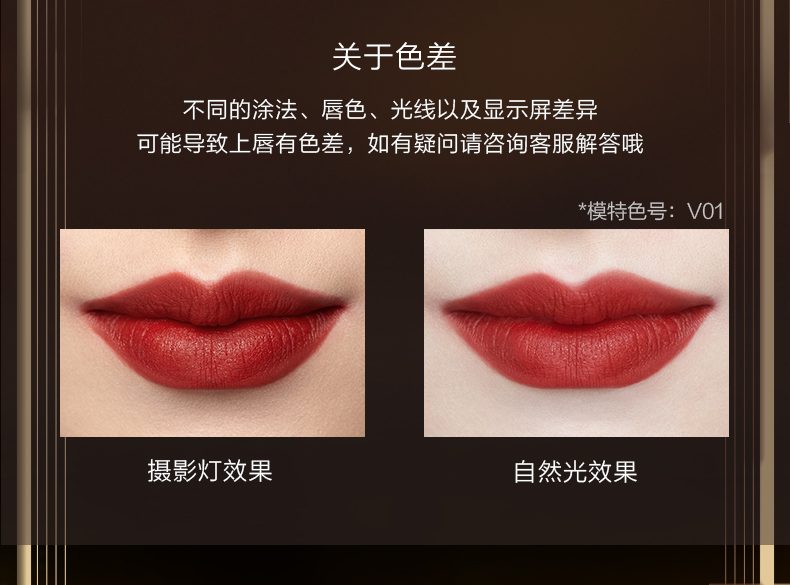 关于色差
不同的涂法、唇色、光线以及显示屏差异
可能导致上唇有色差，如有疑问请咨询客服解答哦
*模特色号：V01
摄影灯效果
自然光效果